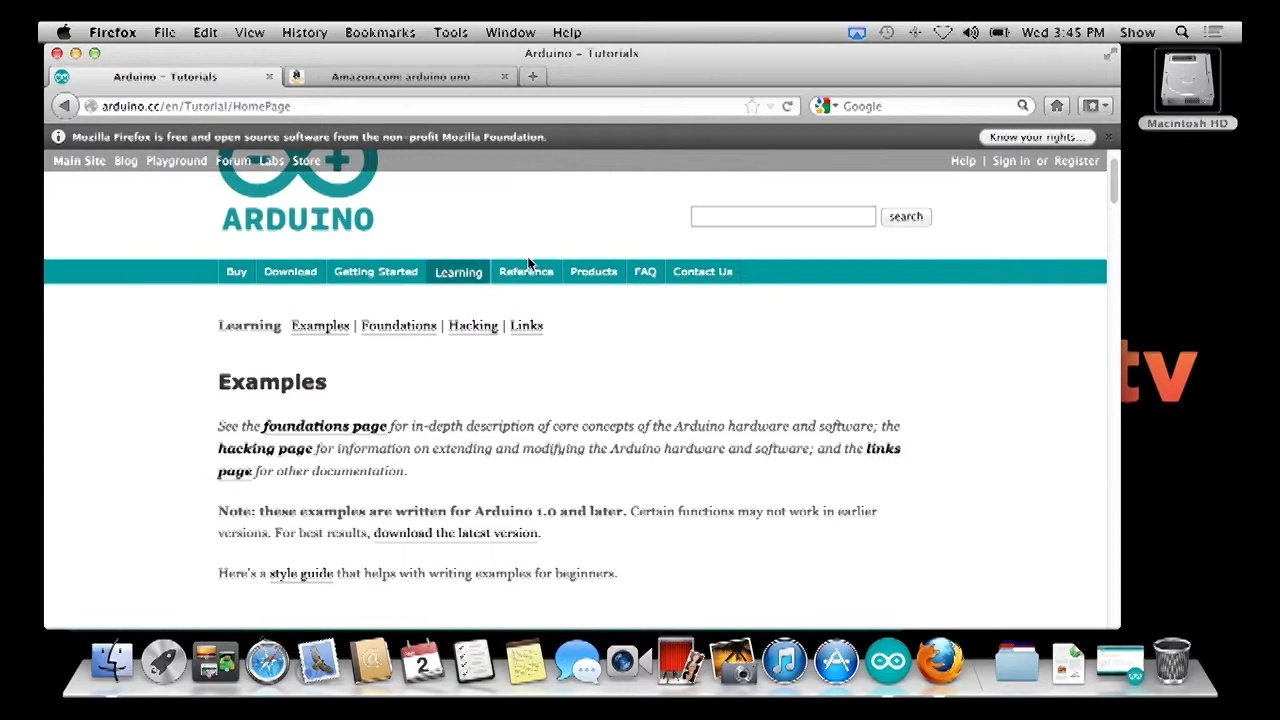 Firefox File Edit View History Bookmarks Tools Window Help Wed 3:45 PM Show
Arduino - Tutorials
Arduino - Tutorials Amazon.com: arduino uno
arduino.cc/en/Tutorial/HomePage Google
Mozilla Firefox is free and open source software from the non-profit Mozilla Foundation. Know your rights...
Main Site Blog Playground Forum Labs Store Help | Sign in or Register
ARDUINO
search
Buy Download Getting Started Learning Reference Products FAQ Contact Us
Learning Examples | Foundations | Hacking | Links
Examples
See the foundations page for in-depth description of core concepts of the Arduino hardware and software; the
hacking page for information on extending and modifying the Arduino hardware and software; and the links
page for other documentation.
Note: these examples are written for Arduino 1.0 and later. Certain functions may not work in earlier
versions. For best results, download the latest version.
Here's a style guide that helps with writing examples for beginners.
Macintosh HD
tv
2